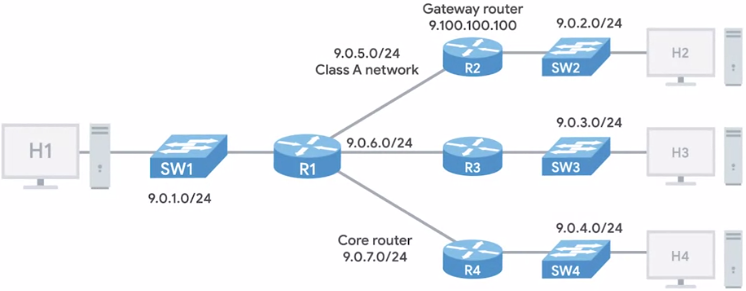 Gateway router
9.100.100.100
9.0.2.0/24
9.0.5.0/24
Class A network
R2
SW2
H2
H1
SW1
9.0.1.0/24
R1
9.0.6.0/24
R3
9.0.3.0/24
SW3
H3
Core router
9.0.7.0/24
R4
9.0.4.0/24
SW4
H4